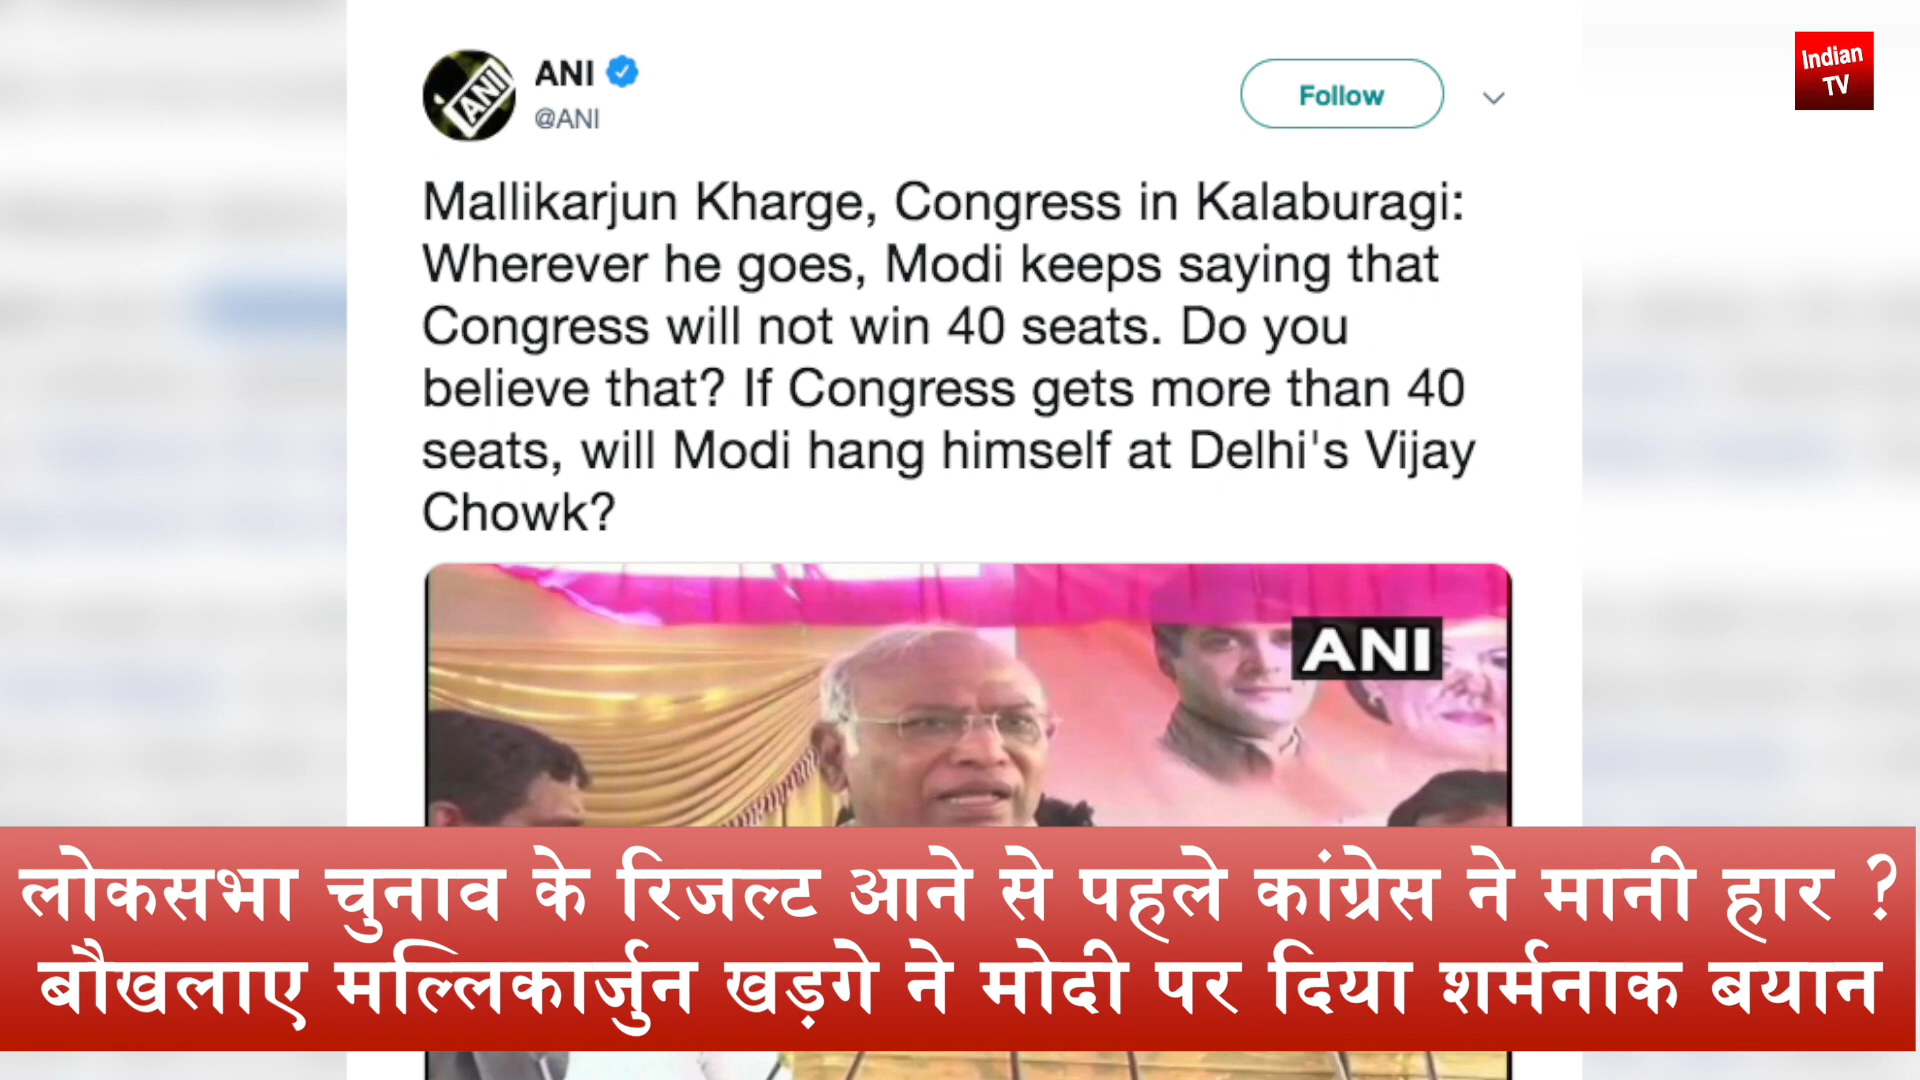 ANI
ANI
@ANI
Follow
Indian
TV
Mallikarjun Kharge, Congress in Kalaburagi:
Wherever he goes, Modi keeps saying that
Congress will not win 40 seats. Do you
believe that? If Congress gets more than 40
seats, will Modi hang himself at Delhi's Vijay
Chowk?
ANI
लोकसभा चुनाव के रिजल्ट आने से पहले कांग्रेस ने मानी हार ?
बौखलाए मल्लिकार्जुन खड़गे ने मोदी पर दिया शर्मनाक बयान